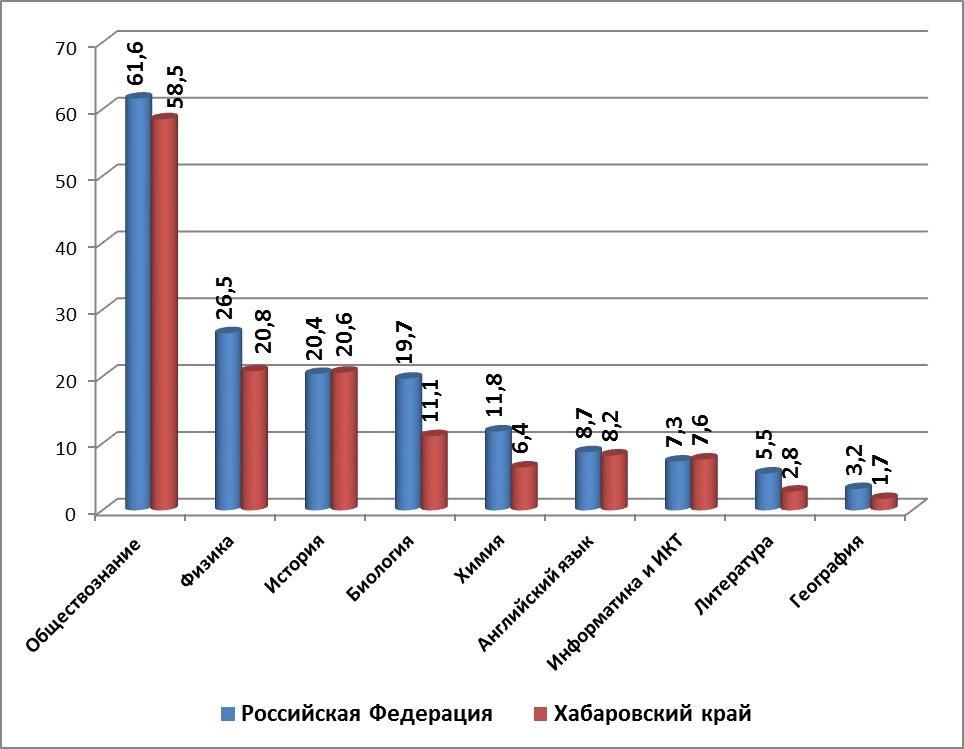 70
60
50
40
30
20
10
0
61,6
58,5
26,5
20,8
20,4
20,6
19,7
11,1
11,8
6,4
8,7
8,2
7,3
7,6
5,5
2,8
3,2
1,7
Обществознание
Физика
История
Биология
Химия
Английский язык
Информатика и ИКТ
Литература
География
Российская Федерация
Хабаровский край